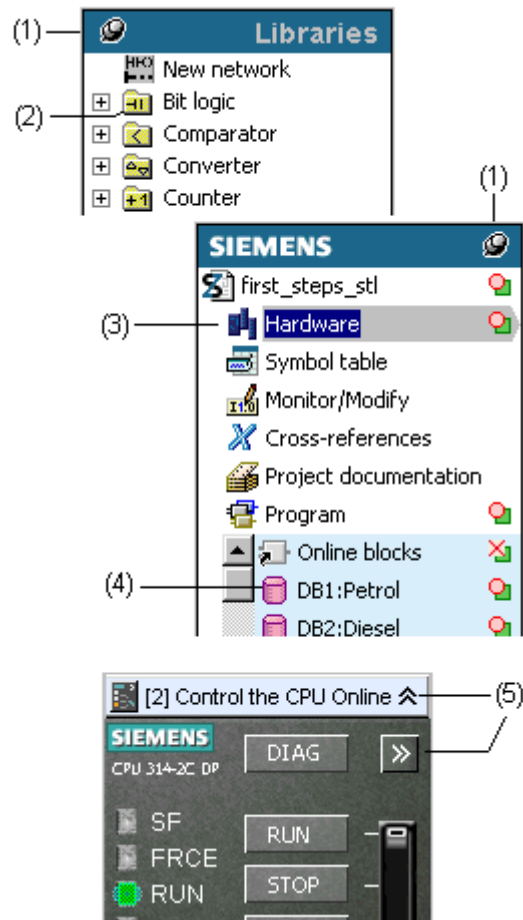 (1)
Libraries
New network
(2)
Bit logic
Comparator
Converter
Counter
(1)
SIEMENS
first_steps_stl
(3)
Hardware
Symbol table
Monitor/Modify
Cross-references
Project documentation
Program
Online blocks
(4)
DB1:Petrol
DB2:Diesel
[2] Control the CPU Online
(5)
SIEMENS
CPU 314-2C DP
DIAG
SF
RUN
FRCE
RUN
STOP